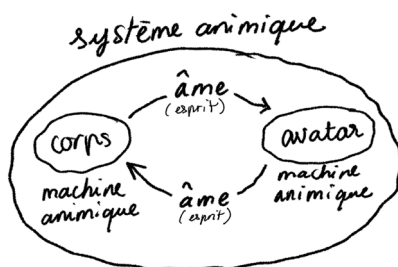 système animique
âme
(esprit)
corps
avatar
machine
animique
machine
animique
âme
(esprit)